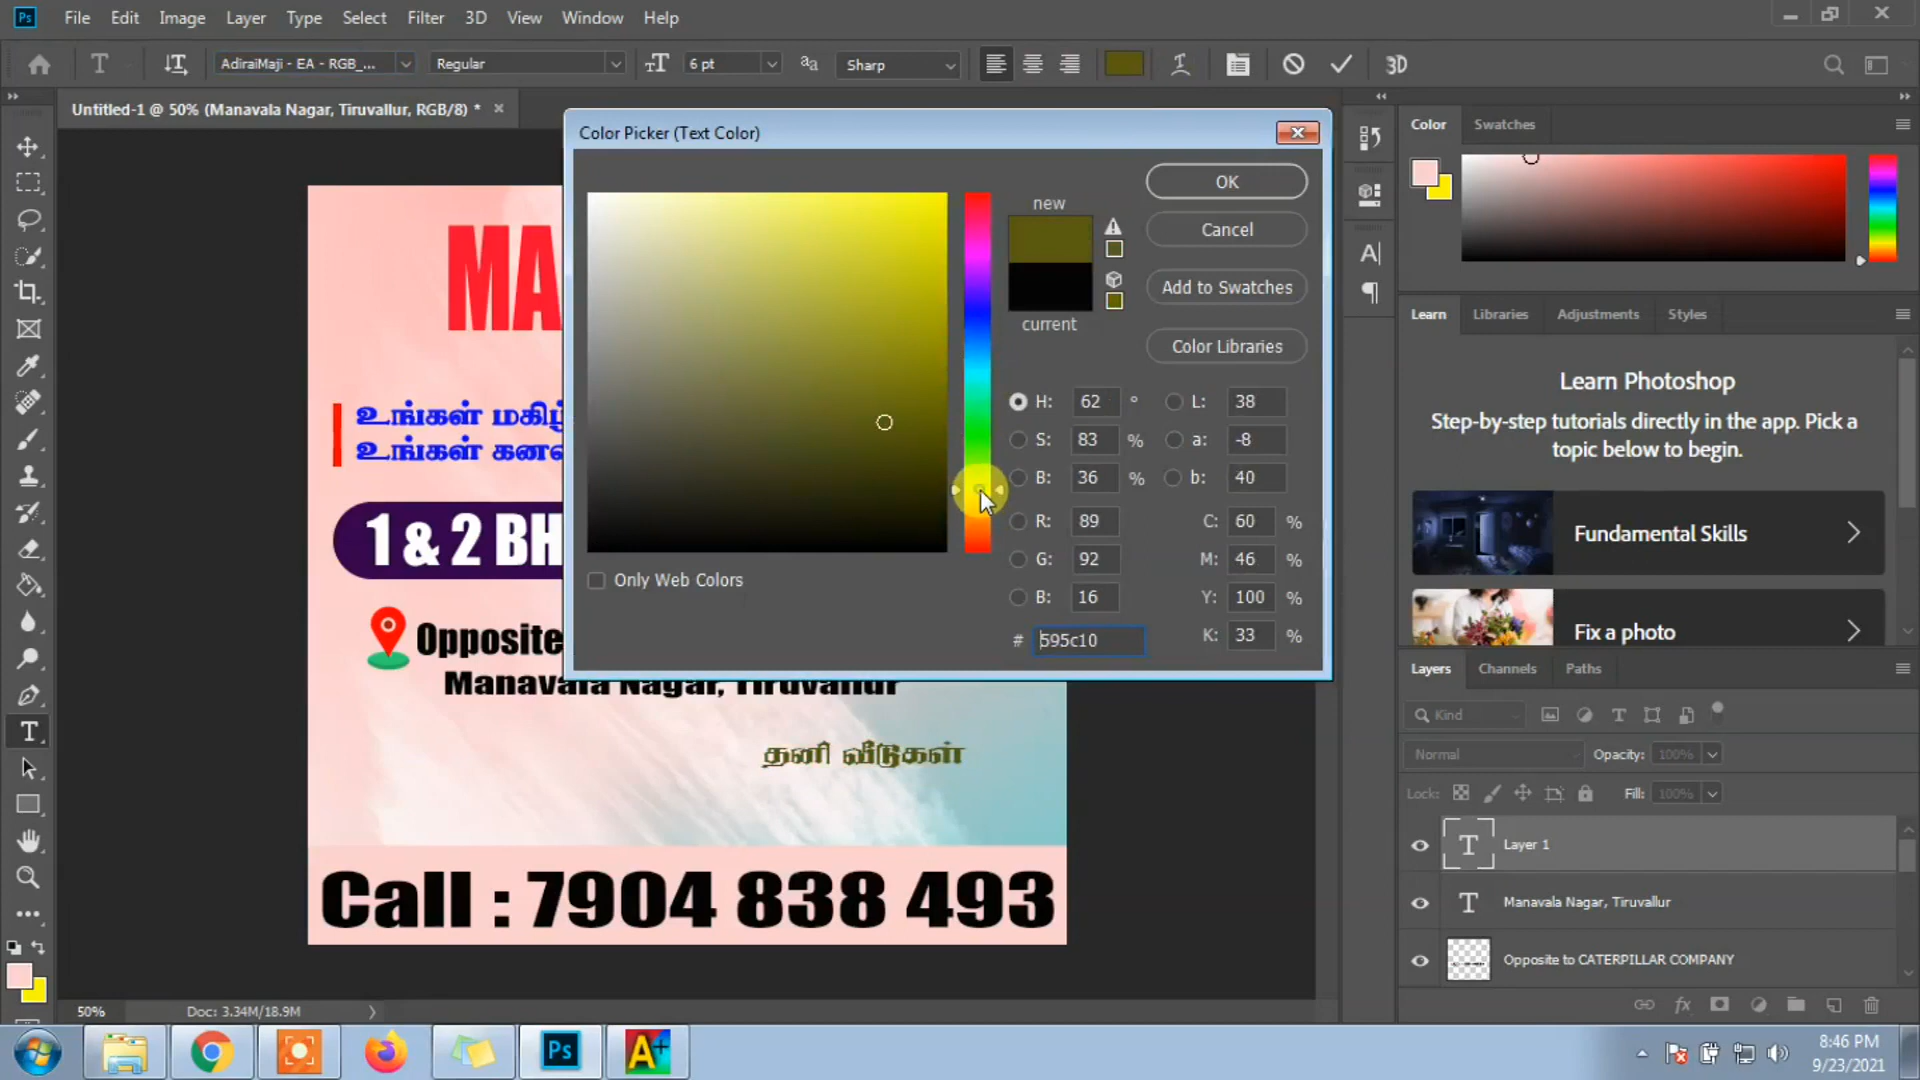 Ps File Edit Image Layer Type Select Filter 3D View Window Help
T AdiraiMaji - EA - RGB_... Regular 6 pt aa Sharp 3D
Untitled-1 @ 50% (Manavala Nagar, Tiruvallur, RGB/8) *
Color Picker (Text Color)
OK
new
Cancel
Add to Swatches
current
Color Libraries
H: 62 ° L: 38
S: 83 % a: -8
B: 36 % b: 40
R: 89 C: 60 %
G: 92 M: 46 %
B: 16 Y: 100 %
# 595c10 K: 33 %
Only Web Colors
MA
உங்கள்
உங்கள்
1 & 2 BH
Opposite
Manavala Nagar, Tiruvallur
தனி வீடுகள்
Call : 7904 838 493
Color Swatches
Learn Libraries Adjustments Styles
Learn Photoshop
Step-by-step tutorials directly in the app. Pick a
topic below to begin.
Fundamental Skills
Fix a photo
Layers Channels Paths
Kind
Normal Opacity: 100%
Lock: Fill: 100%
T Layer 1
T Manavala Nagar, Tiruvallur
Opposite to CATERPILLAR COMPANY
fx
50% Doc: 3.34M/18.9M
Ps A+
8:46 PM
9/23/2021